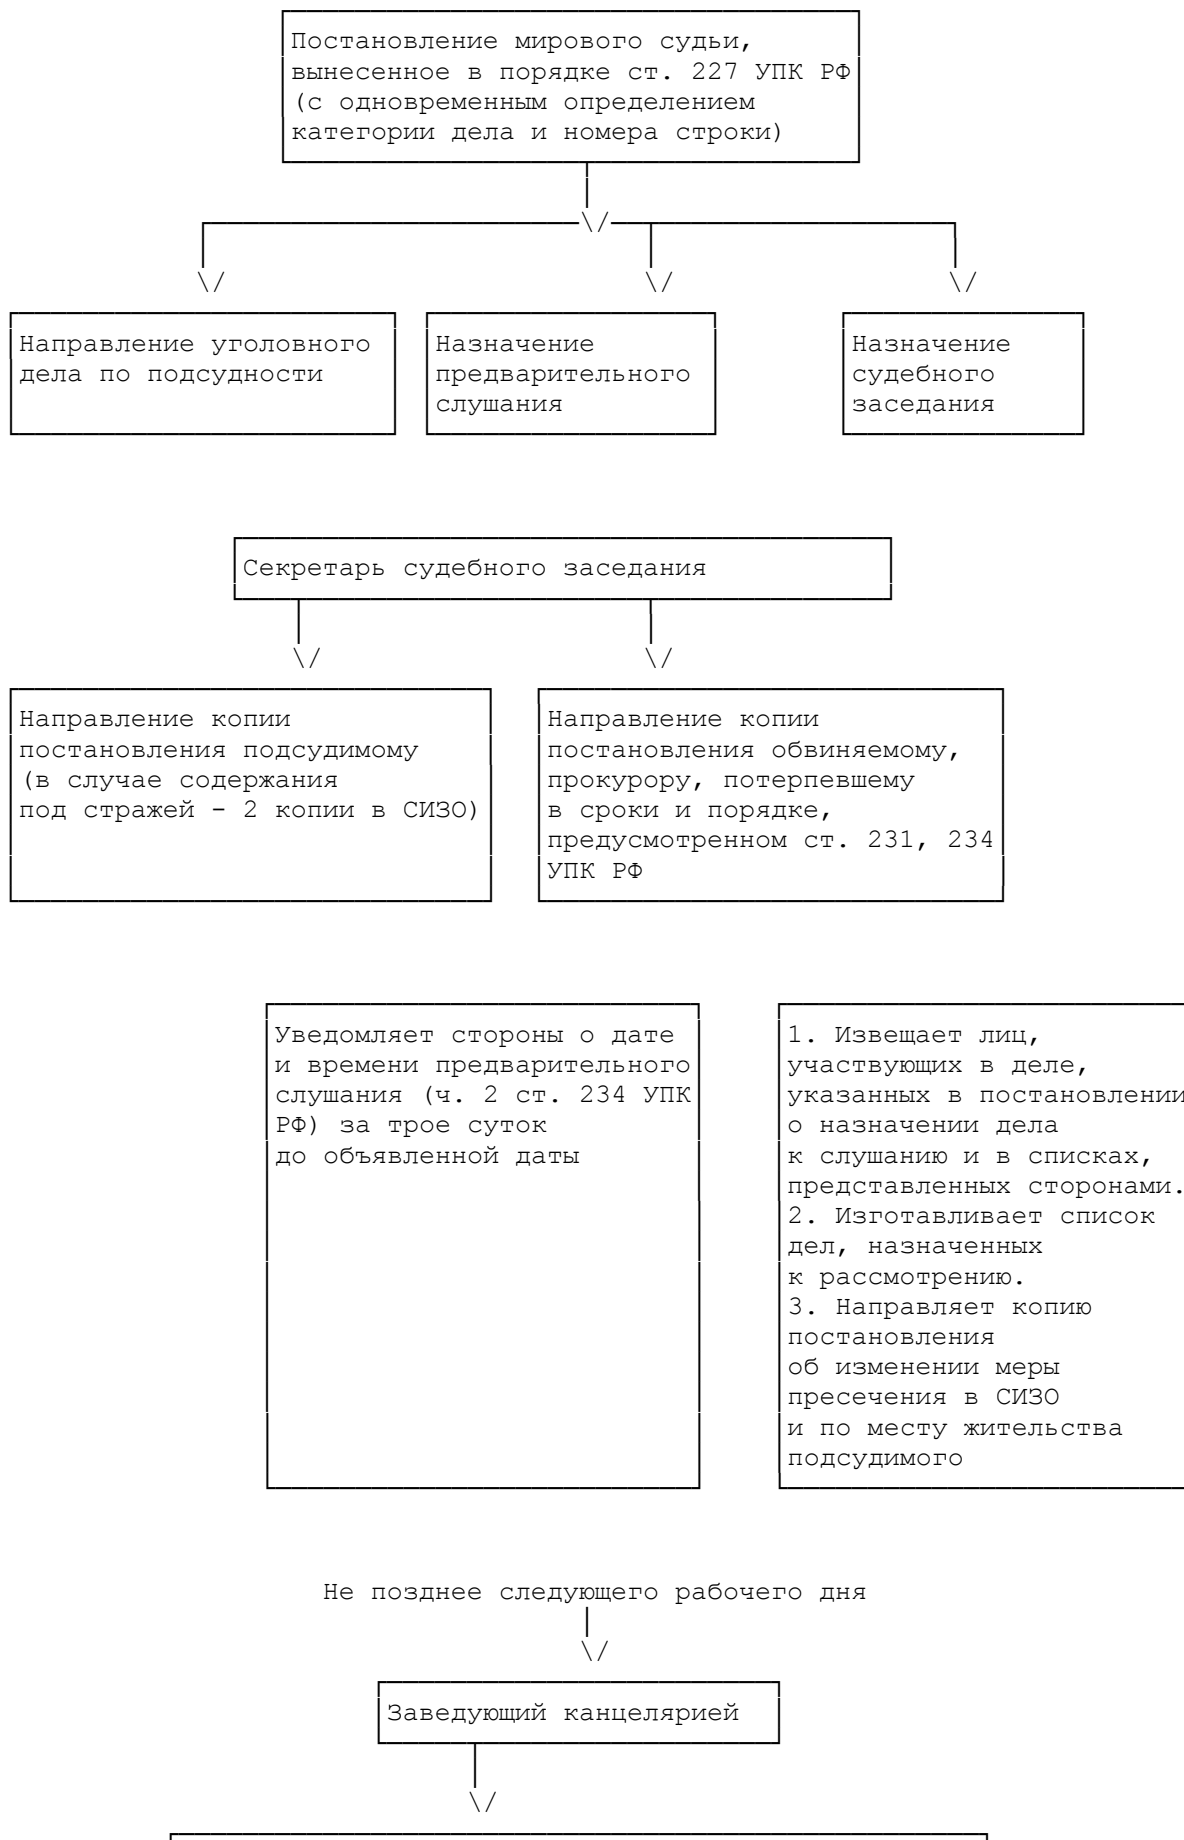 Постановление мирового судьи,
вынесенное в порядке ст. 227 УПК РФ
(с одновременным определением
категории дела и номера строки)
Направление уголовного
дела по подсудности
Назначение
предварительного
слушания
Назначение
судебного
заседания
Секретарь судебного заседания
Направление копии
постановления подсудимому
(в случае содержания
под стражей - 2 копии в СИЗО)
Направление копии
постановления обвиняемому,
прокурору, потерпевшему
в сроки и порядке,
предусмотренном ст. 231, 234
УПК РФ
Уведомляет стороны о дате
и времени предварительного
слушания (ч. 2 ст. 234 УПК
РФ) за трое суток
до объявленной даты
1. Извещает лиц,
участвующих в деле,
указанных в постановлении
о назначении дела
к слушанию и в списках,
представленных сторонами.
2. Изготавливает список
дел, назначенных
к рассмотрению.
3. Направляет копию
постановления
об изменении меры
пресечения в СИЗО
и по месту жительства
подсудимого
Не позднее следующего рабочего дня
Заведующий канцелярией